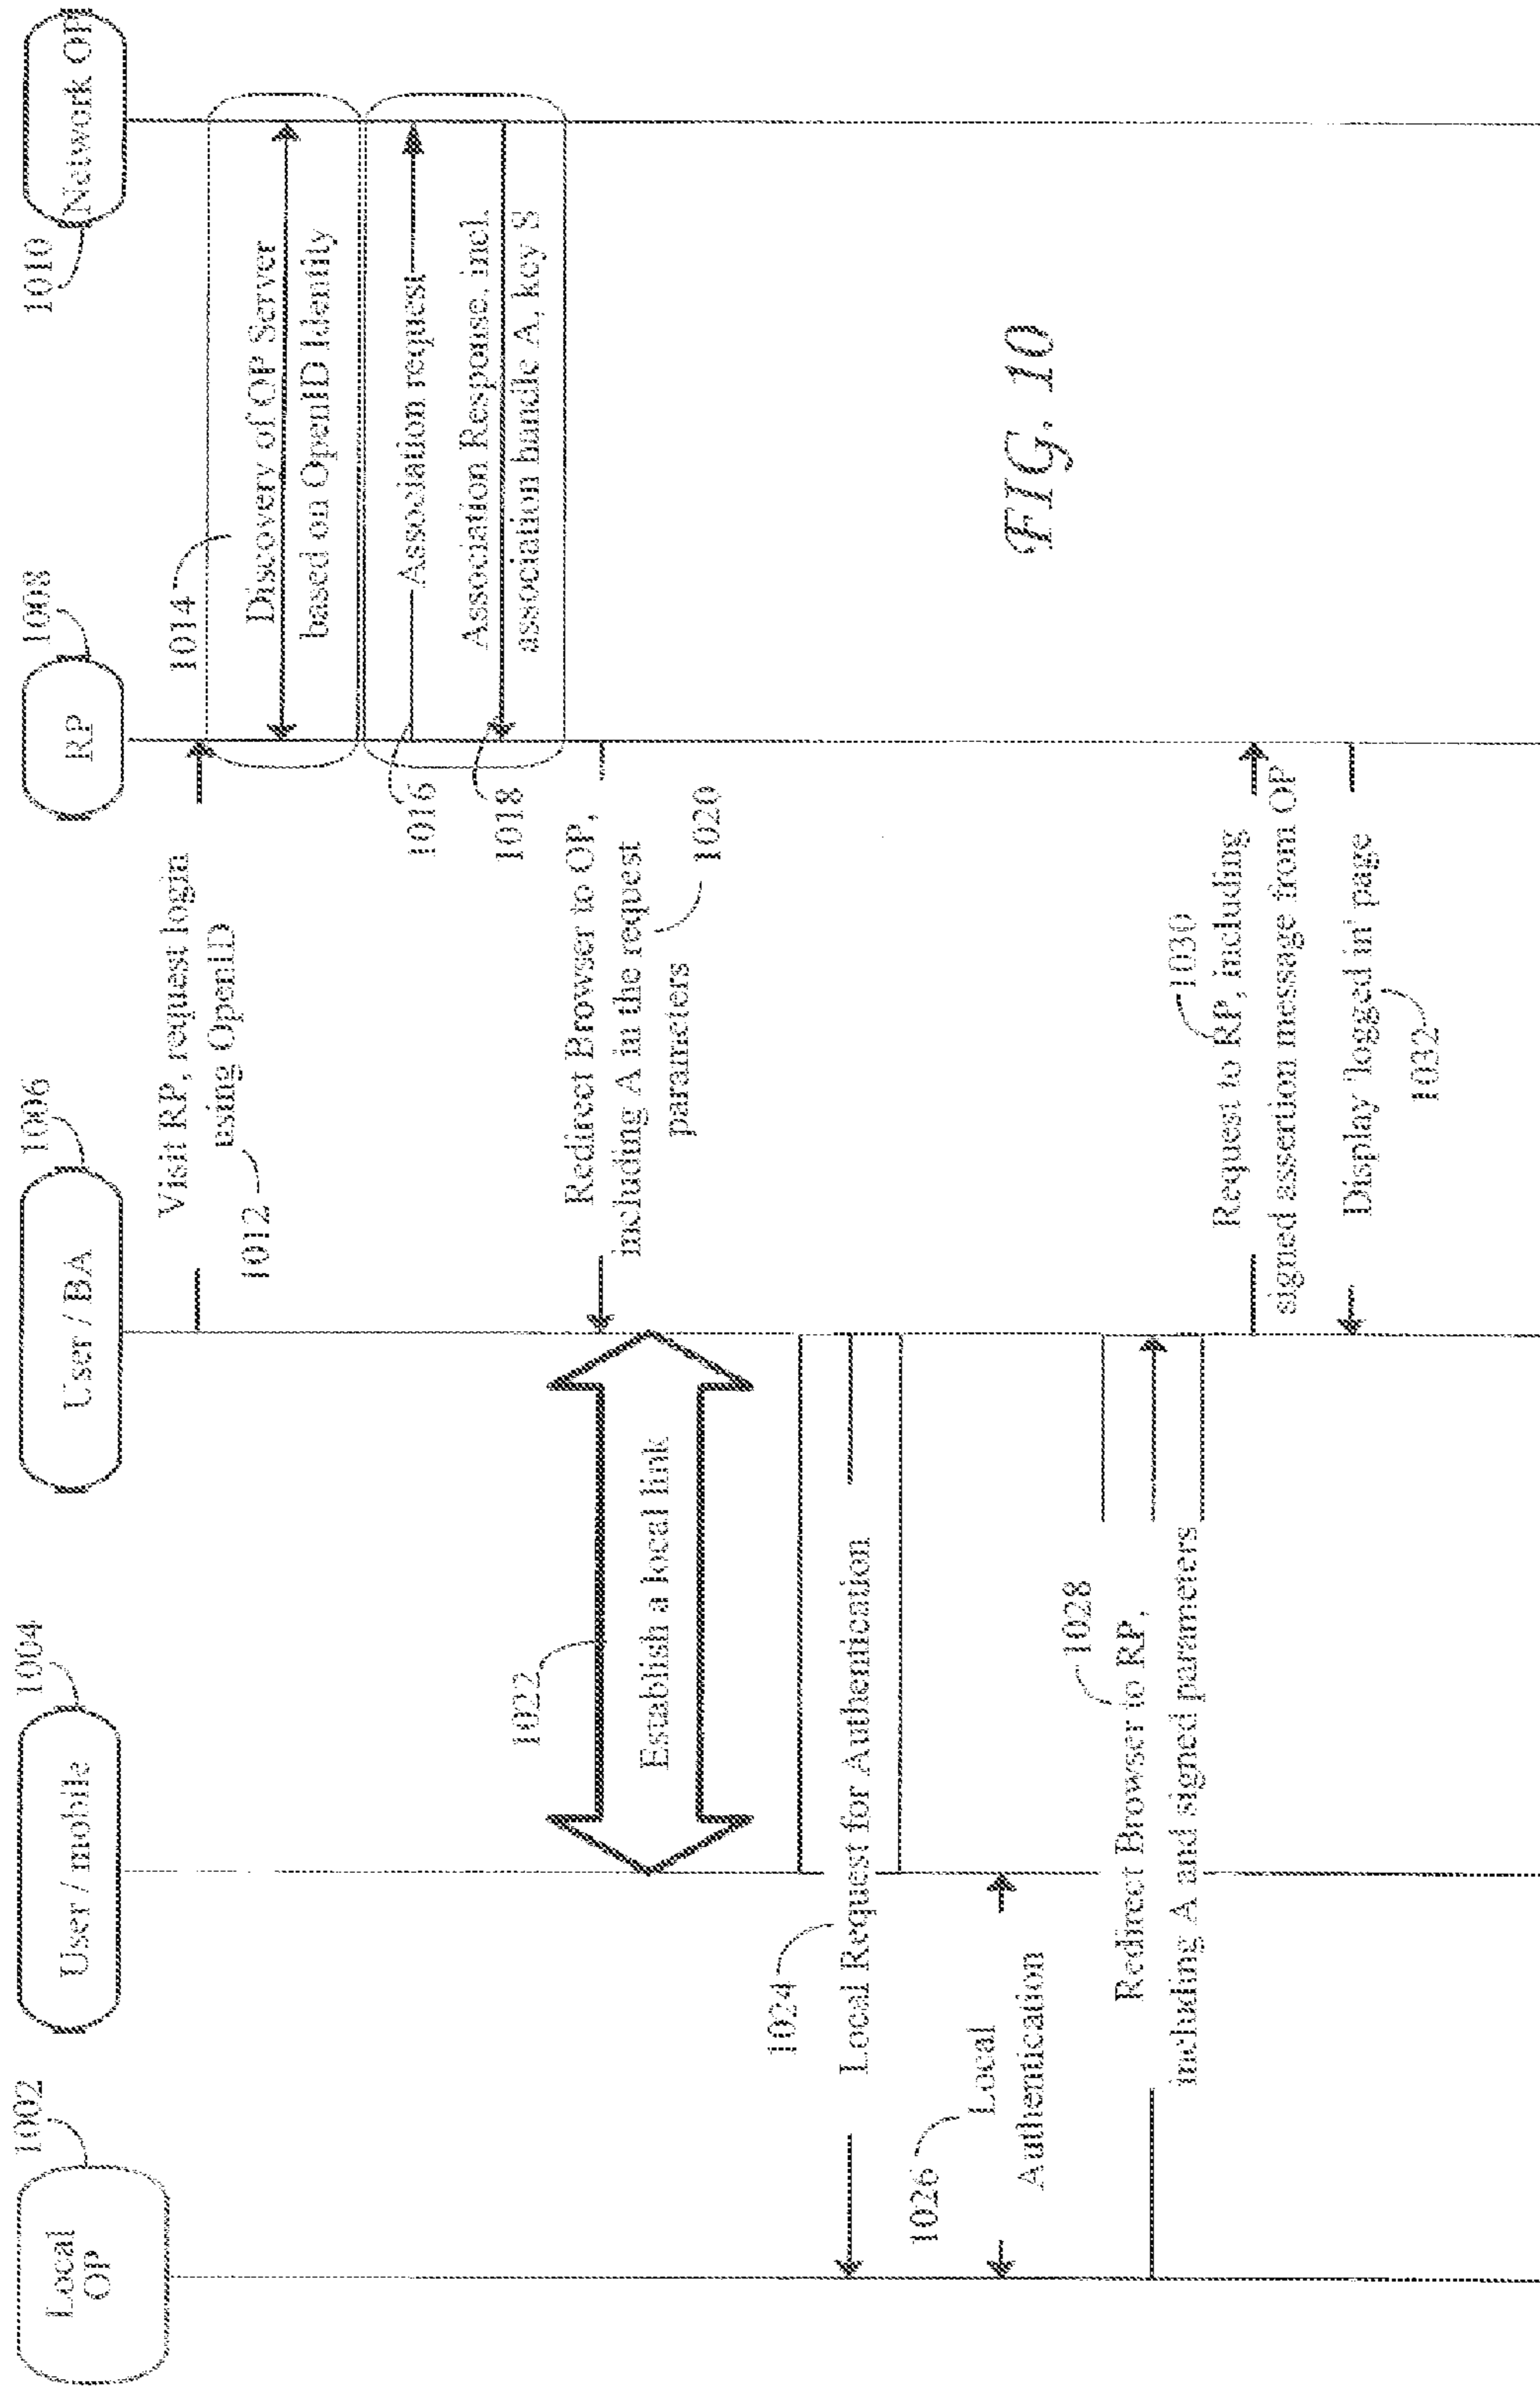 1002
Local
OP
1004
User / mobile
1006
User / BA
1008
RP
1010
Network OP
Visit RP, request login
using OpenID
1012
1014
Discovery of OP Server
based on OpenID Identity
1016
Association request
1018
Association Response, incl.
association handle A, key S
Redirect Browser to OP,
including A in the request
parameters
1020
1022
Establish a local link
1024
Local Request for Authentication
1026
Local
Authentication
1028
Redirect Browser to RP,
including A and signed parameters
1030
Request to RP, including
signed assertion message from OP
Display 'logged in' page
1032
FIG. 10